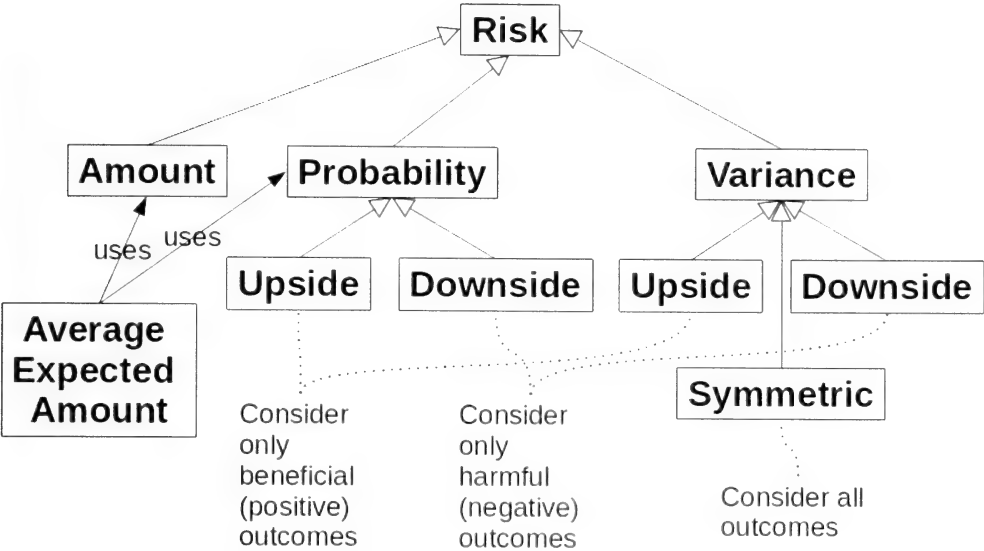 Risk
Amount
Probability
Variance
uses
uses
Upside
Downside
Upside
Downside
Average
Expected
Amount
Symmetric
Consider
only
beneficial
(positive)
outcomes
Consider
only
harmful
(negative)
outcomes
Consider all
outcomes